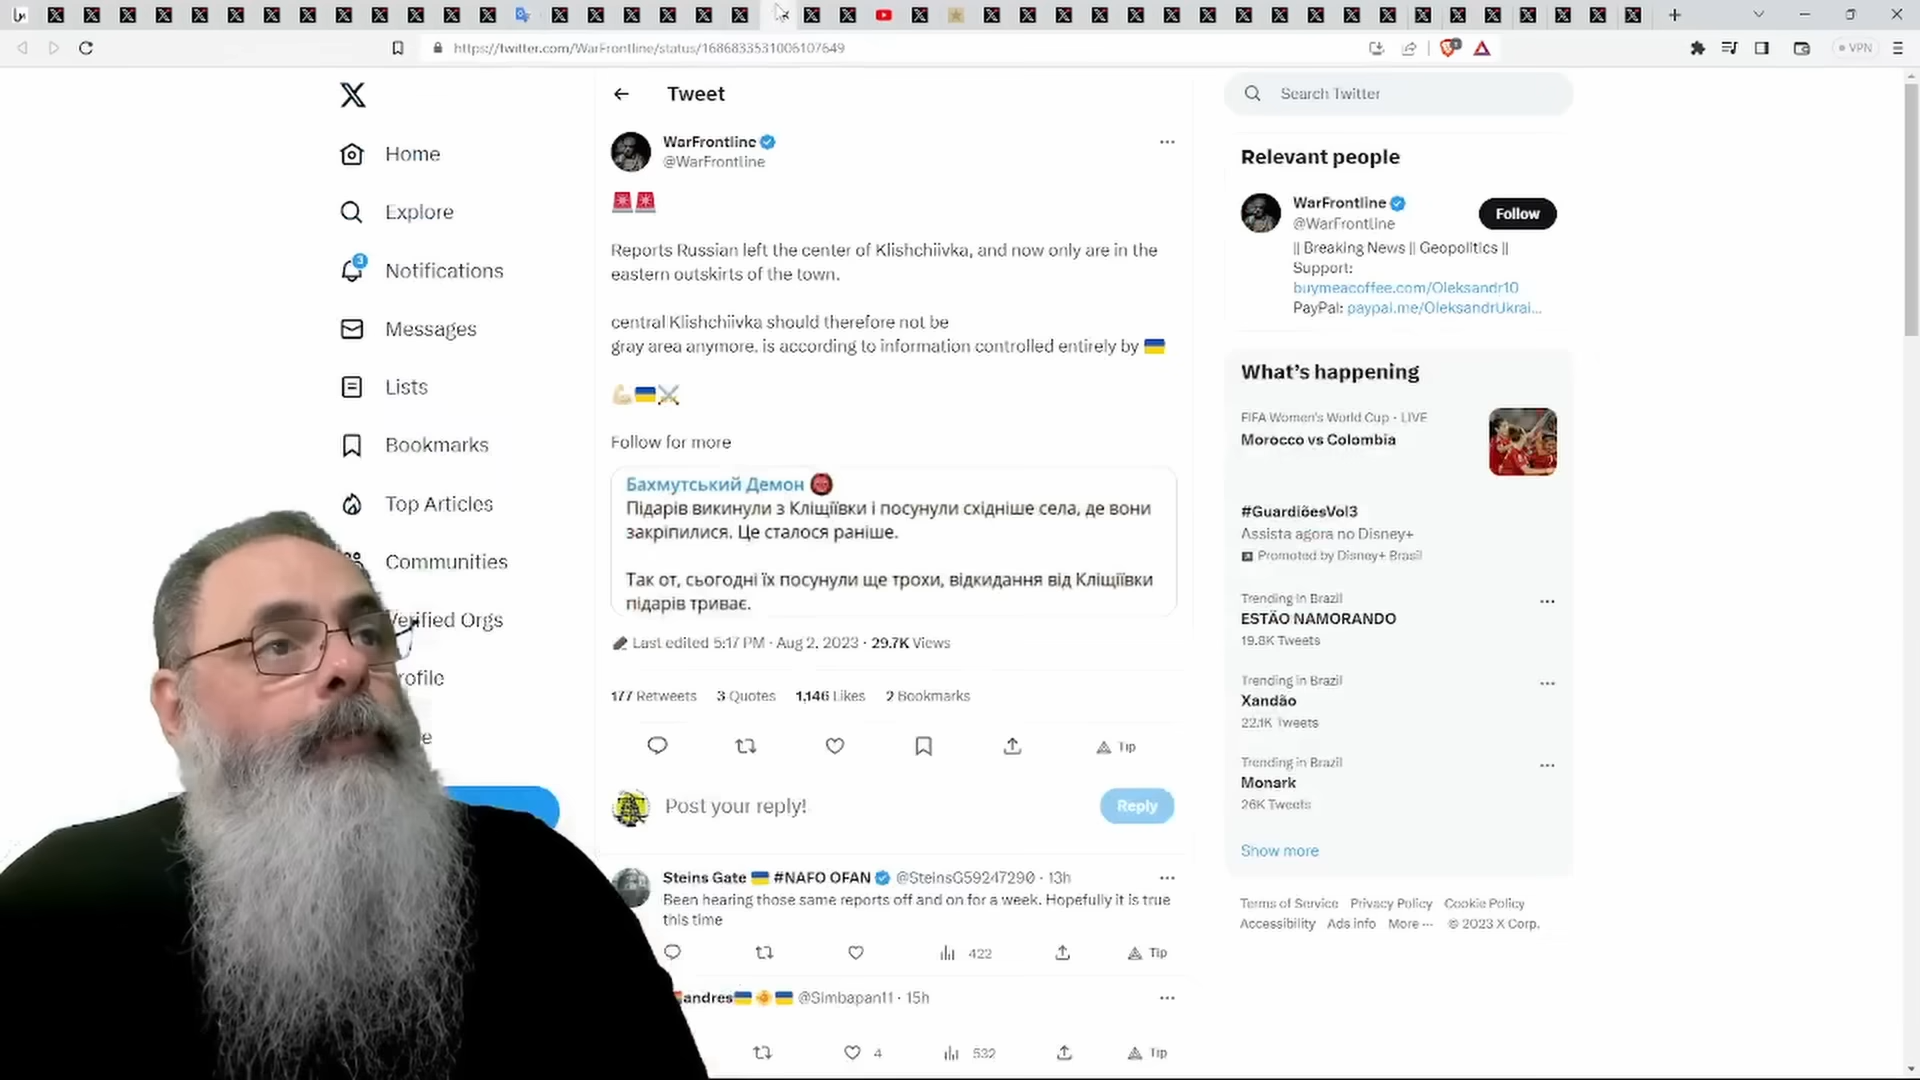 https://twitter.com/WarFrontline/status/1686833531006107649
VPN
Home
Explore
3
Notifications
Messages
Lists
Bookmarks
Top Articles
Communities
Verified Orgs
rofile
e
Tweet
WarFrontline
@WarFrontline
Reports Russian left the center of Klishchiivka, and now only are in the
eastern outskirts of the town.
central Klishchiivka should therefore not be
gray area anymore. is according to information controlled entirely by
Follow for more
Бахмутський Демон
Підарів викинули з Кліщіївки і посунули східніше села, де вони
закріпилися. Це сталося раніше.
Так от, сьогодні їх посунули ще трохи, відкидання від Кліщіївки
підарів триває.
Last edited 5:17 PM · Aug 2, 2023 · 29.7K Views
177 Retweets 3 Quotes 1,146 Likes 2 Bookmarks
Tip
Post your reply!
Reply
Steins Gate #NAFO OFAN @SteinsG59247290 · 13h
Been hearing those same reports off and on for a week. Hopefully it is true
this time
422
Tip
andres @Simbapan11 · 15h
4
532
Tip
Search Twitter
Relevant people
WarFrontline
@WarFrontline
Follow
|| Breaking News || Geopolitics ||
Support:
buymeacoffee.com/Oleksandr10
PayPal: paypal.me/OleksandrUkrai...
What's happening
FIFA Women's World Cup · LIVE
Morocco vs Colombia
#GuardiõesVol3
Assista agora no Disney+
Promoted by Disney+ Brasil
Trending in Brazil
ESTÃO NAMORANDO
19.8K Tweets
Trending in Brazil
Xandão
22.1K Tweets
Trending in Brazil
Monark
26K Tweets
Show more
Terms of Service Privacy Policy Cookie Policy
Accessibility Ads info More ··· © 2023 X Corp.